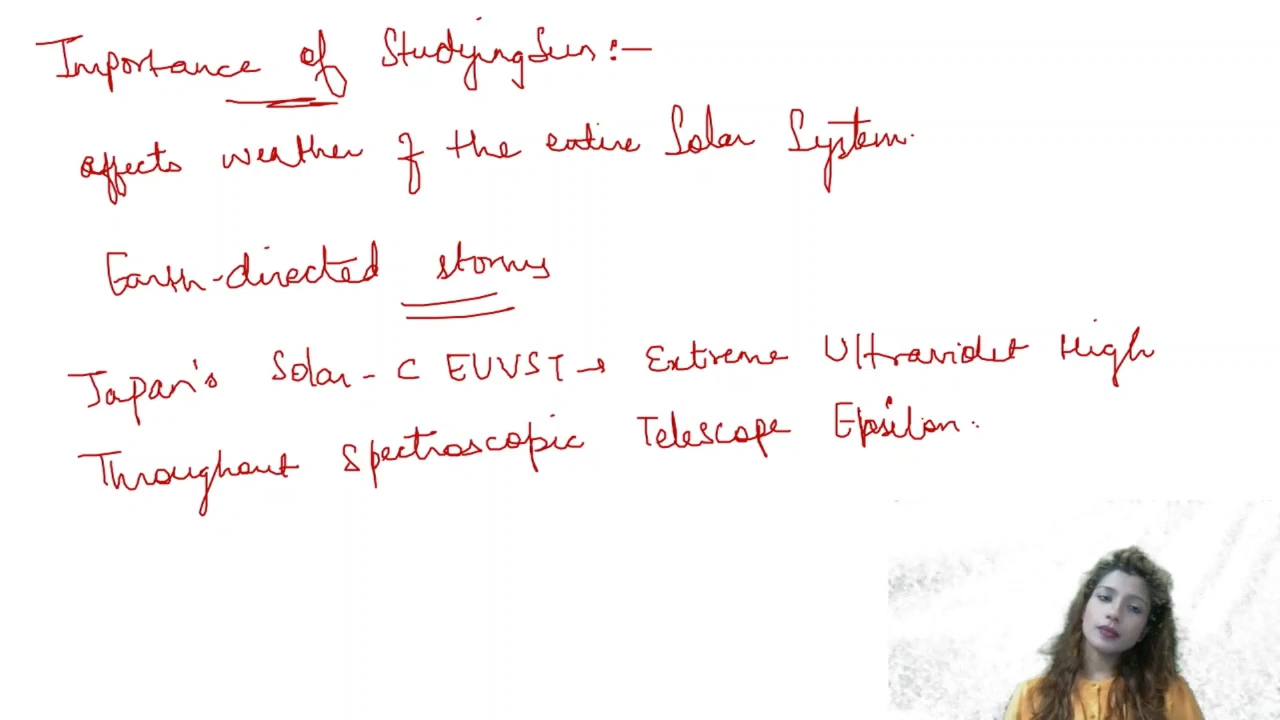 Importance of Studying Sun :-
affects weather of the entire Solar System.
Earth-directed storms
Japan's Solar-C EUVST → Extreme Ultraviolet High
Throughout Spectroscopic Telescope Epsilon.